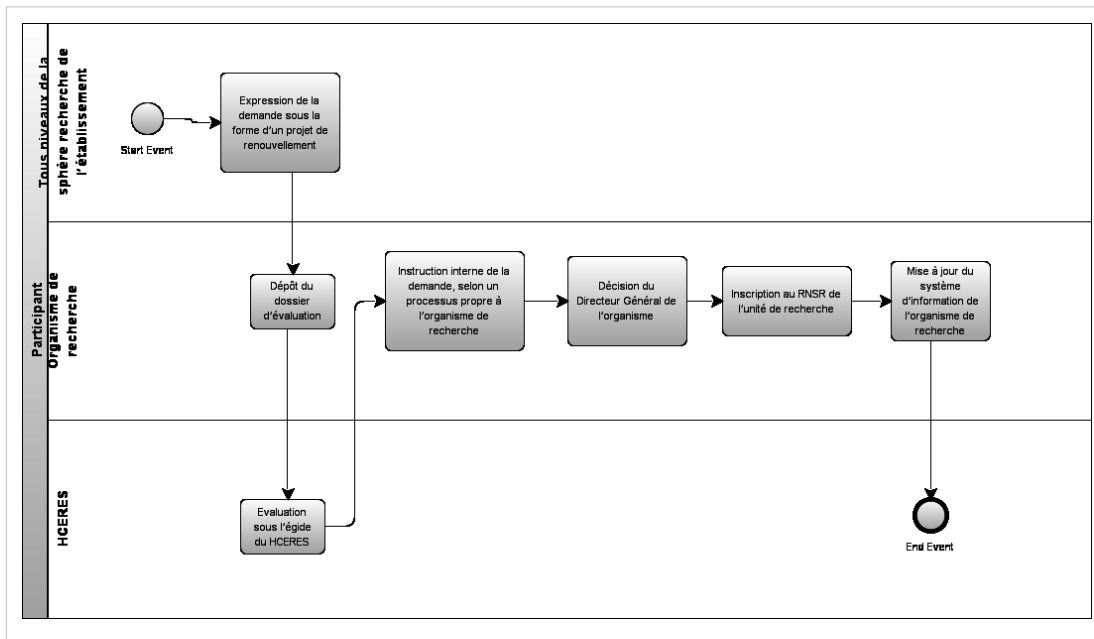 Participant
Tous niveaux de la
sphère recherche de
l'établissement
Start Event
Expression de la
demande sous la
forme d'un projet de
renouvellement
Organisme de
recherche
Dépôt du
dossier
d'évaluation
Instruction interne de la
demande, selon un
processus propre à
l'organisme de
recherche
Décision du
Directeur Général de
l'organisme
Inscription au RNSR de
l'unité de recherche
Mise à jour du
système
d'information de
l'organisme de
recherche
HCERES
Evaluation
sous l'égide
du HCERES
End Event